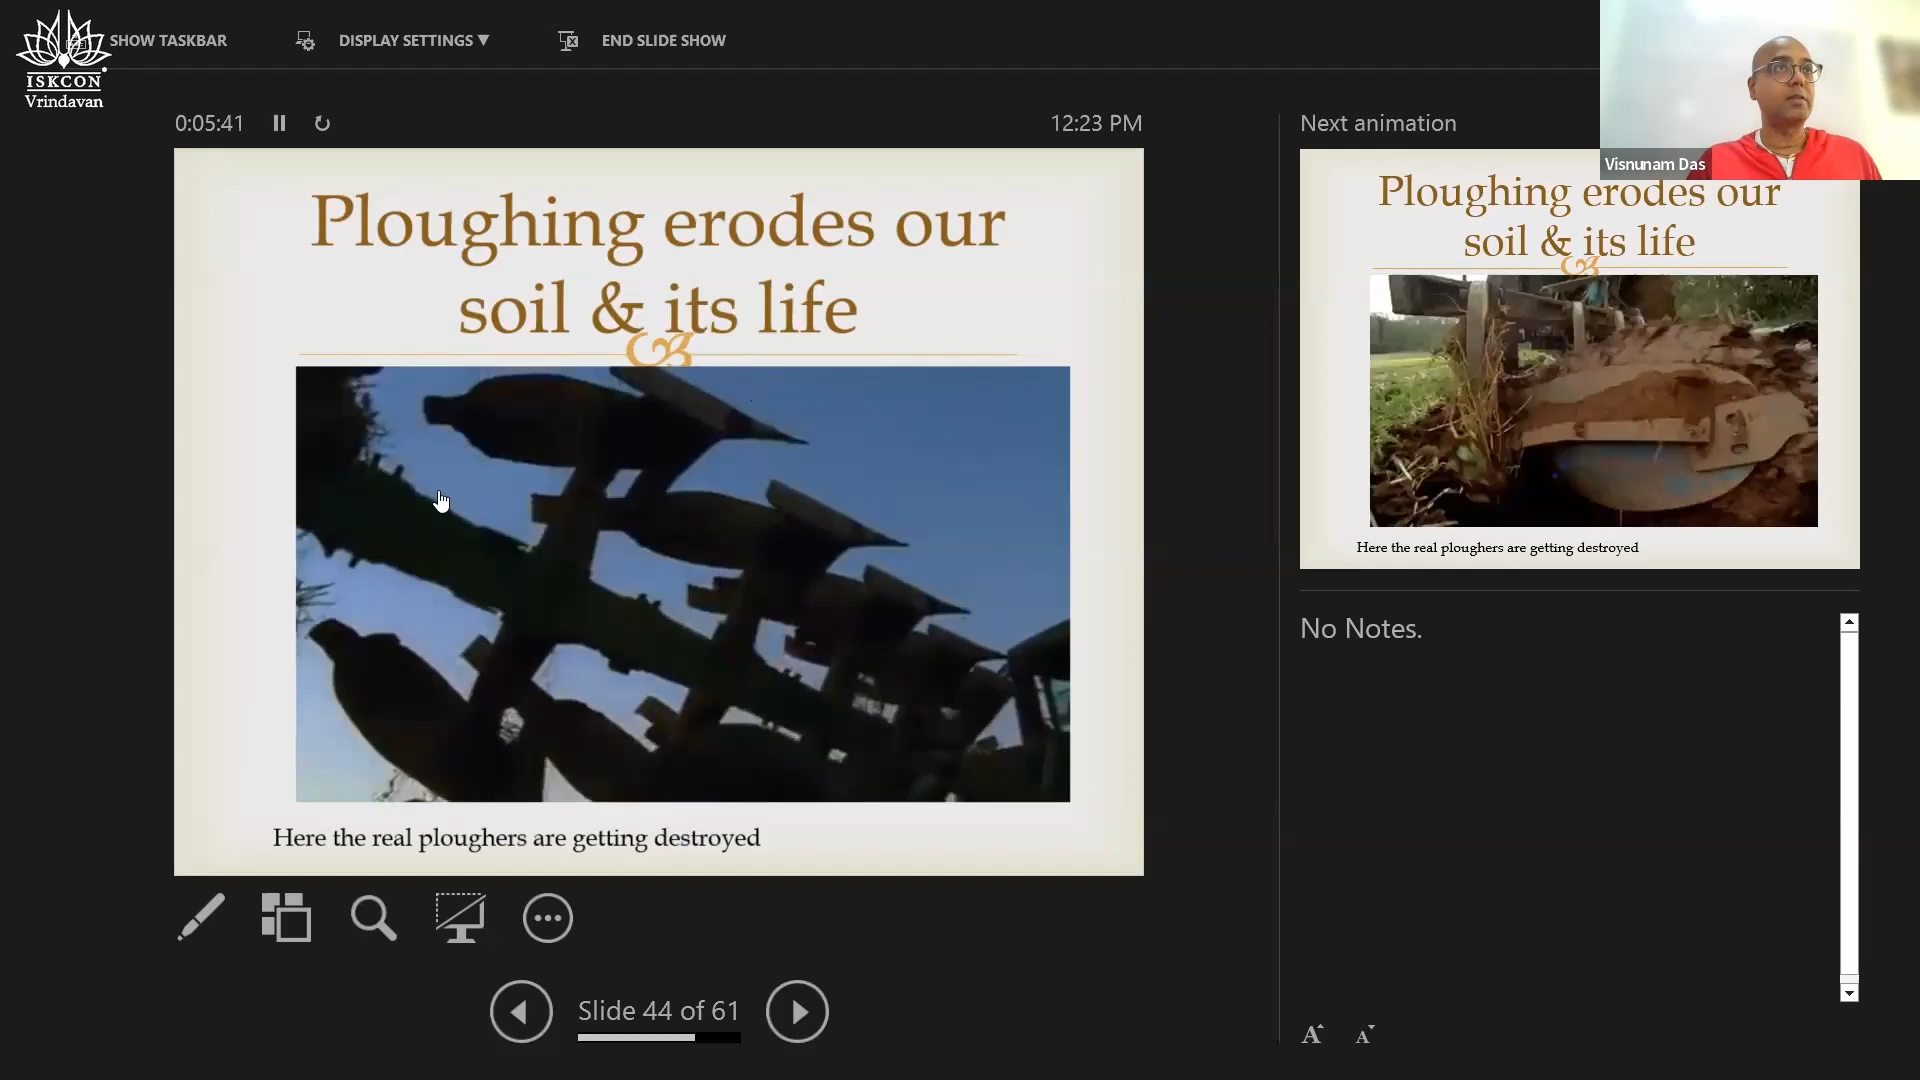 SHOW TASKBAR
DISPLAY SETTINGS ▼
END SLIDE SHOW
ISKCON
Vrindavan
0:05:41
12:23 PM
Next animation
Visnunam Das
Ploughing erodes our
soil & its life
Here the real ploughers are getting destroyed
Ploughing erodes our
soil & its life
Here the real ploughers are getting destroyed
No Notes.
Slide 44 of 61
A A